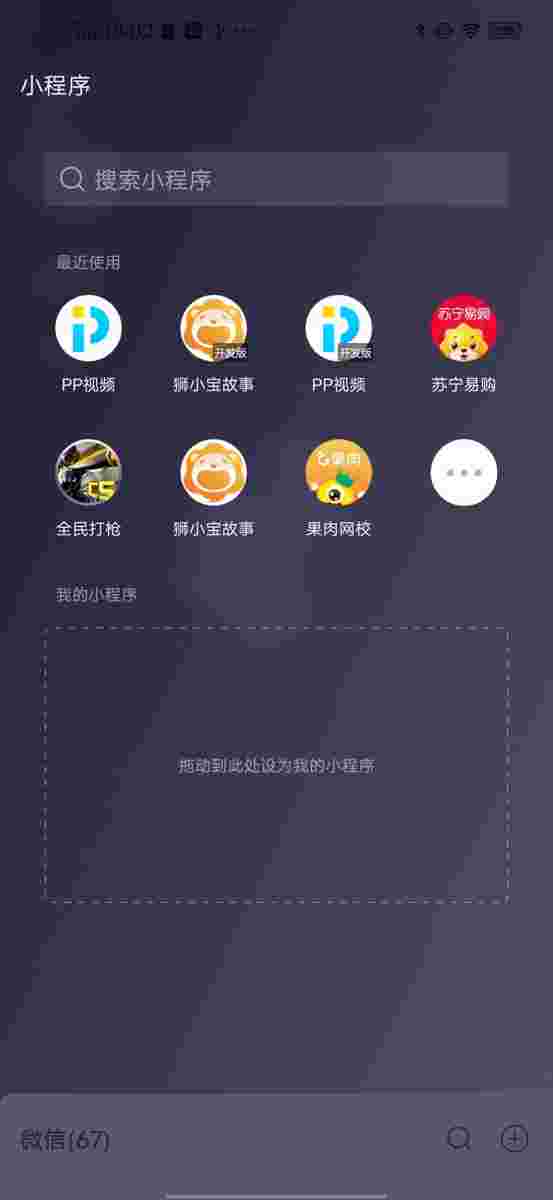 小程序
搜索小程序
最近使用
开发版
开发版
苏宁易购
PP视频
狮小宝故事
PP视频
苏宁易购
CS
果肉
全民打枪
狮小宝故事
果肉网校
我的小程序
拖动到此处设为我的小程序
微信(67)